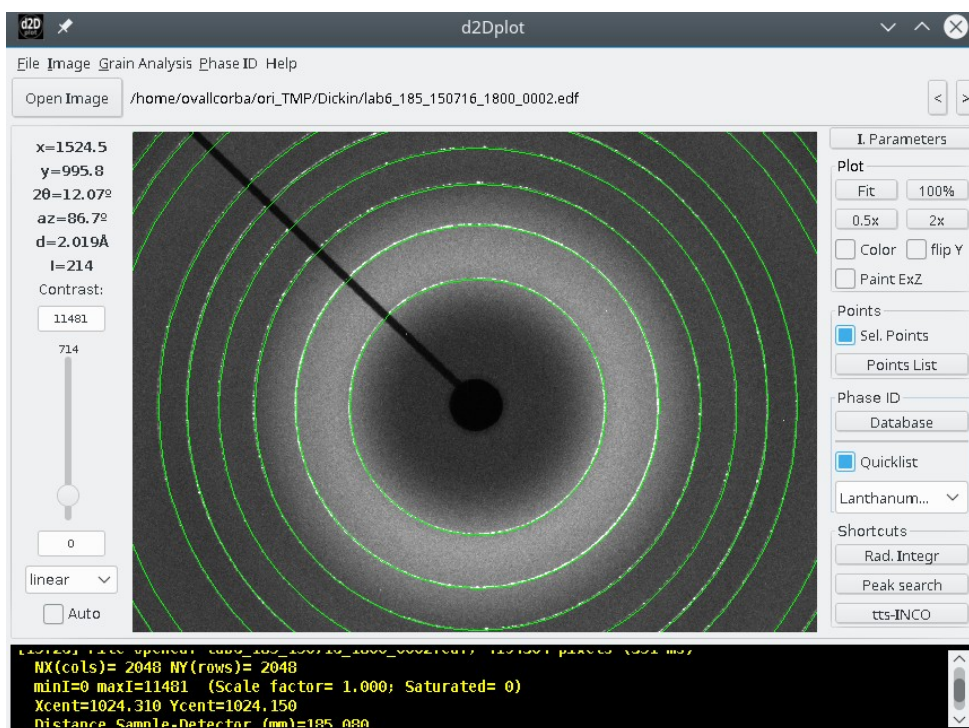 d2D
plot
d2Dplot
File Image Grain Analysis Phase ID Help
Open Image
/home/ovallcorba/ori_TMP/Dickin/lab6_185_150716_1800_0002.edf
<
>
x=1524.5
y=995.8
2θ=12.07º
az=86.7º
d=2.019Å
I=214
Contrast:
11481
714
0
linear
Auto
I. Parameters
Plot
Fit
100%
0.5x
2x
Color
flip Y
Paint ExZ
Points
Sel. Points
Points List
Phase ID
Database
Quicklist
Lanthanum...
Shortcuts
Rad. Integr
Peak search
tts-INCO
NX(cols)= 2048 NY(rows)= 2048
minI=0 maxI=11481 (Scale factor= 1.000; Saturated= 0)
Xcent=1024.310 Ycent=1024.150
Distance Sample-Detector (mm)=185.080